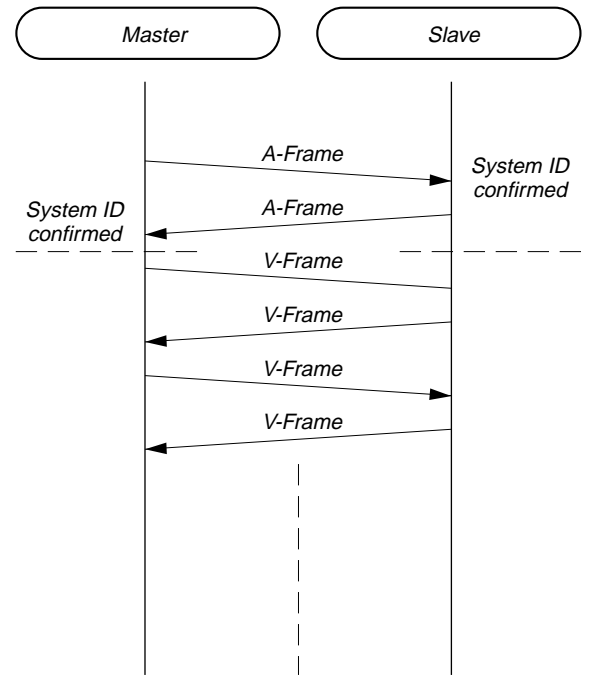 Master
Slave
A-Frame
System ID
confirmed
A-Frame
System ID
confirmed
V-Frame
V-Frame
V-Frame
V-Frame